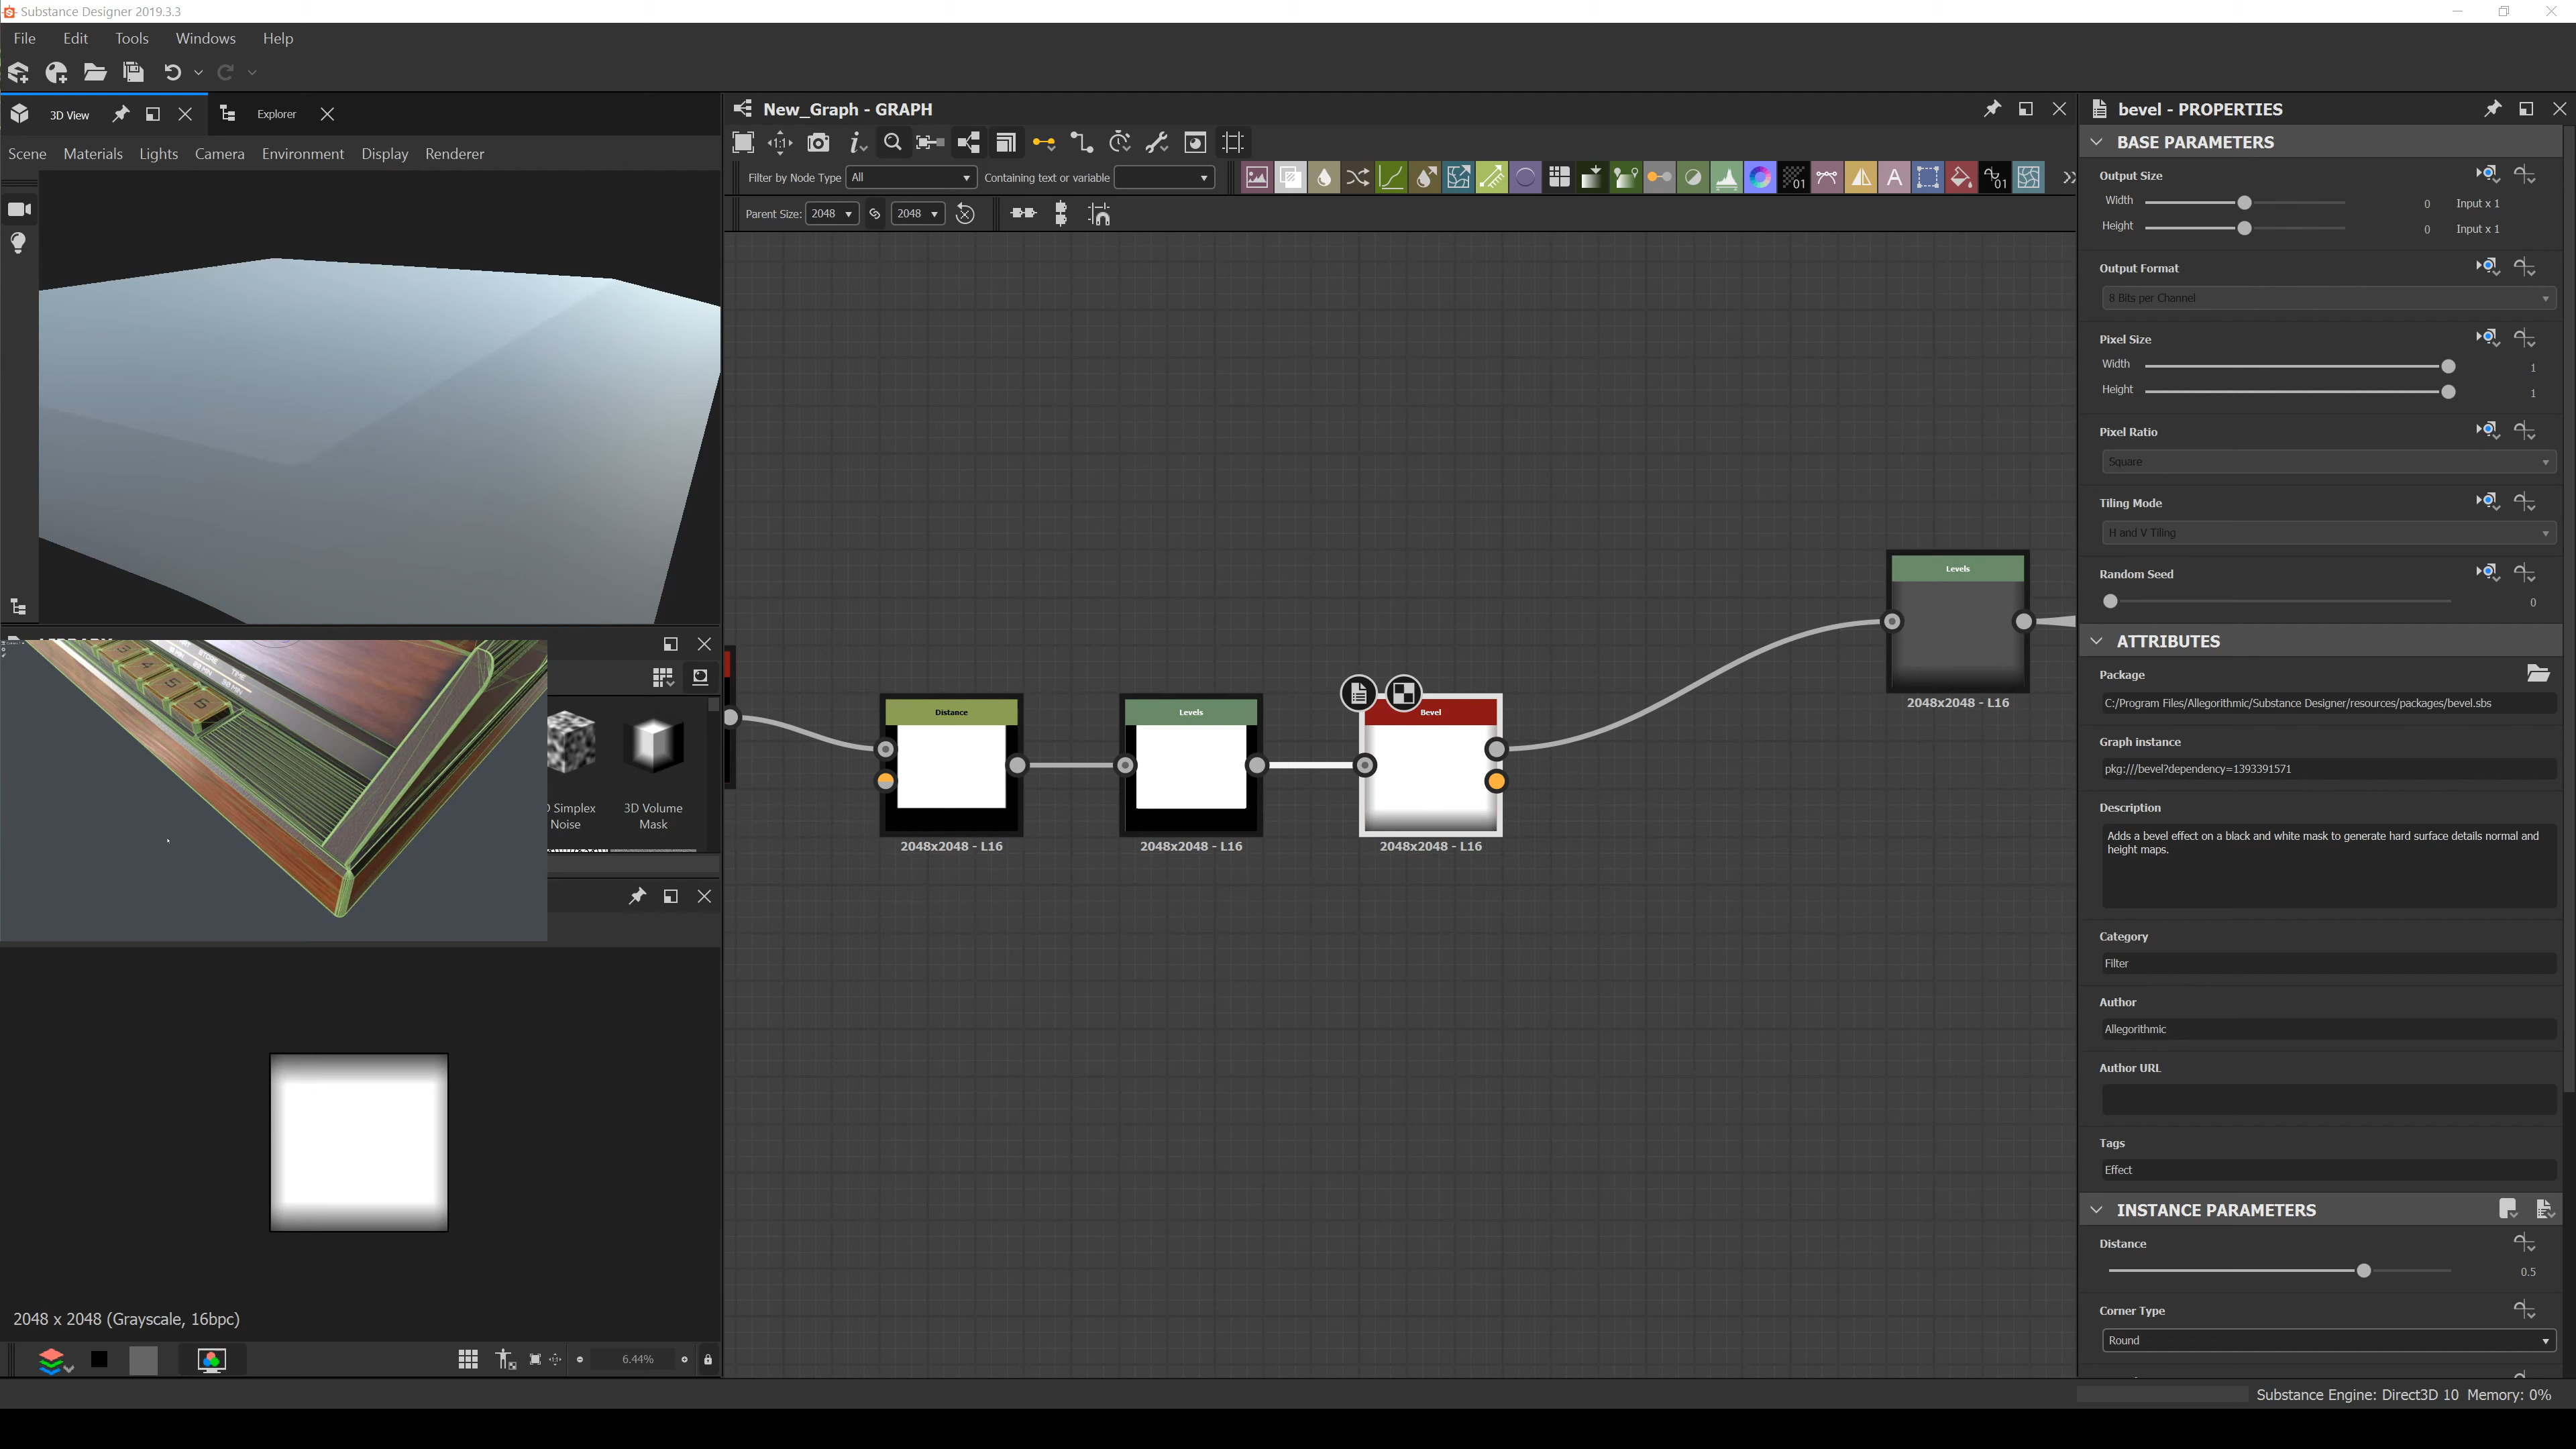 Substance Designer 2019.3.3
File Edit Tools Windows Help
3D View
Explorer
Scene Materials Lights Camera Environment Display Renderer
New_Graph - GRAPH
Filter by Node Type All Containing text or variable
Parent Size: 2048 2048
Distance
2048x2048 - L16
Levels
2048x2048 - L16
Bevel
2048x2048 - L16
Levels
2048x2048 - L16
3
4
5
6
TIME
Noise
3D Volume
Mask
2048 x 2048 (Grayscale, 16bpc)
6.44%
bevel - PROPERTIES
BASE PARAMETERS
Output Size
Width 0 Input x 1
Height 0 Input x 1
Output Format
8 Bits per Channel
Pixel Size
Width 1
Height 1
Pixel Ratio
Square
Tiling Mode
H and V Tiling
Random Seed
0
ATTRIBUTES
Package
C:/Program Files/Allegorithmic/Substance Designer/resources/packages/bevel.sbs
Graph instance
pkg:///bevel?dependency=1393391571
Description
Adds a bevel effect on a black and white mask to generate hard surface details normal and
height maps.
Category
Filter
Author
Allegorithmic
Author URL
Tags
Effect
INSTANCE PARAMETERS
Distance
0.5
Corner Type
Round
Substance Engine: Direct3D 10 Memory: 0%